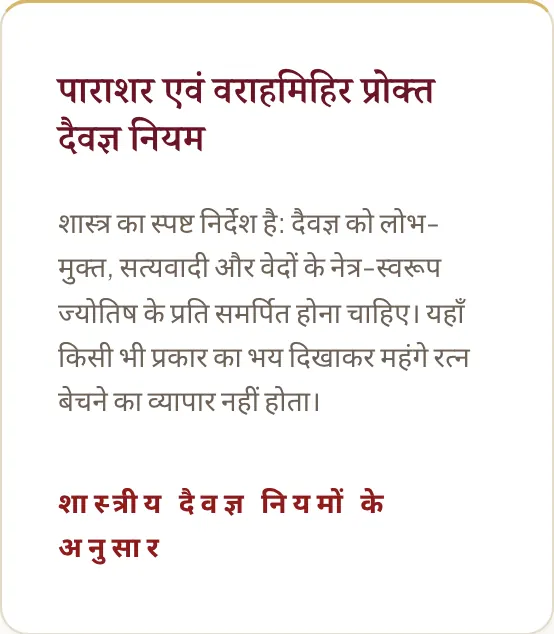 पाराशर एवं वराहमिहिर प्रोक्त
दैवज्ञ नियम
शास्त्र का स्पष्ट निर्देश है: दैवज्ञ को लोभ-
मुक्त, सत्यवादी और वेदों के नेत्र-स्वरूप
ज्योतिष के प्रति समर्पित होना चाहिए। यहाँ
किसी भी प्रकार का भय दिखाकर महंगे रत्न
बेचने का व्यापार नहीं होता।
शास्त्रीय दैवज्ञ नियमों के
अनुसार